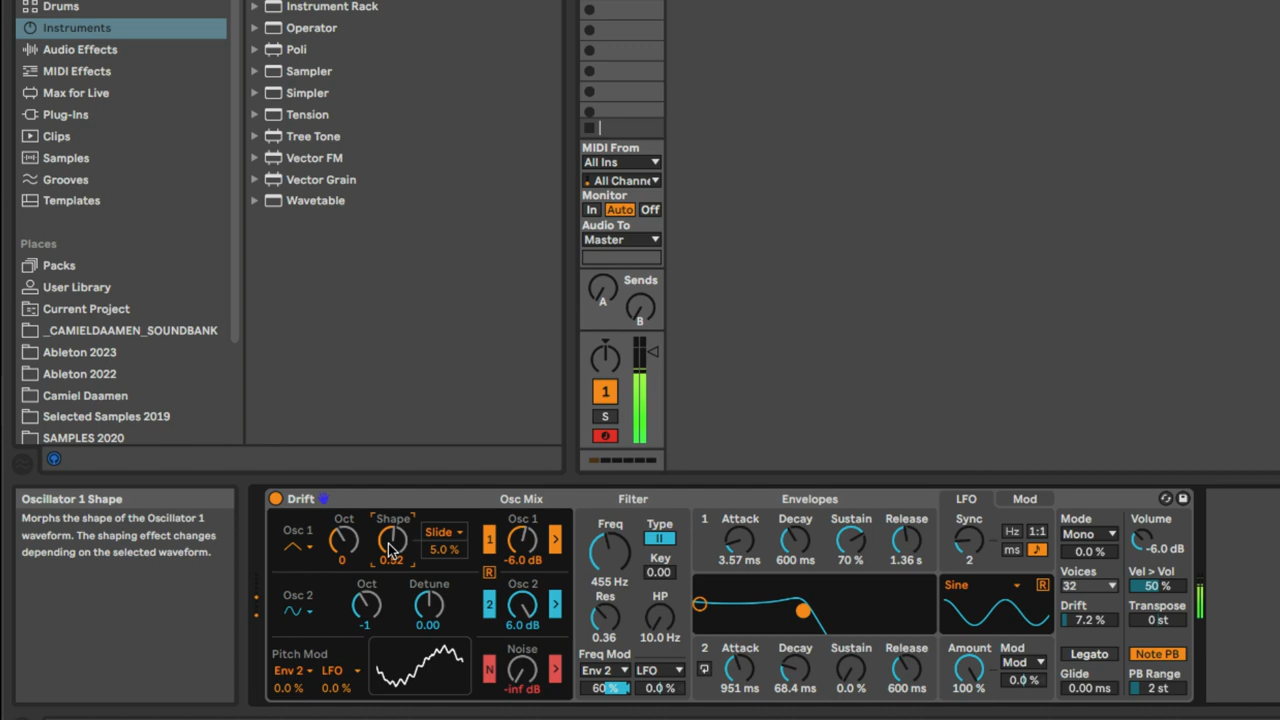 Drums
Instruments
Audio Effects
MIDI Effects
Max for Live
Plug-Ins
Clips
Samples
Grooves
Templates
Places
Packs
User Library
Current Project
_CAMIELDAAMEN_SOUNDBANK
Ableton 2023
Ableton 2022
Camiel Daamen
Selected Samples 2019
SAMPLES 2020
Instrument Rack
Operator
Poli
Sampler
Simpler
Tension
Tree Tone
Vector FM
Vector Grain
Wavetable
MIDI From
All Ins
All Channe
Monitor
In Auto Off
Audio To
Master
Sends
A
B
1
S
Oscillator 1 Shape
Morphs the shape of the Oscillator 1
waveform. The shaping effect changes
depending on the selected waveform.
Drift
Osc Mix
Filter
Envelopes
LFO
Mod
Osc 1
Oct
0
Shape
Slide
5.0 %
1
Osc 1
-6.0 dB
R
Osc 2
Oct
-1
Detune
0.00
2
Osc 2
6.0 dB
Pitch Mod
Env 2 LFO
0.0 % 0.0 %
N
Noise
-inf dB
Freq
455 Hz
Type
II
Key
0.00
Res
0.36
HP
10.0 Hz
Freq Mod
Env 2 LFO
60 % 0.0 %
1 Attack Decay Sustain Release
3.57 ms 600 ms 70 % 1.36 s
2 Attack Decay Sustain Release
951 ms 68.4 ms 0.0 % 600 ms
Sync
2
Hz 1:1
ms
Sine
R
Amount
100 %
Mod
Mod
0.0 %
Mode
Mono
0.0 %
Voices
32
Drift
7.2 %
Legato
Glide
0.00 ms
Volume
-6.0 dB
Vel > Vol
50 %
Transpose
0 st
Note PB
PB Range
2 st